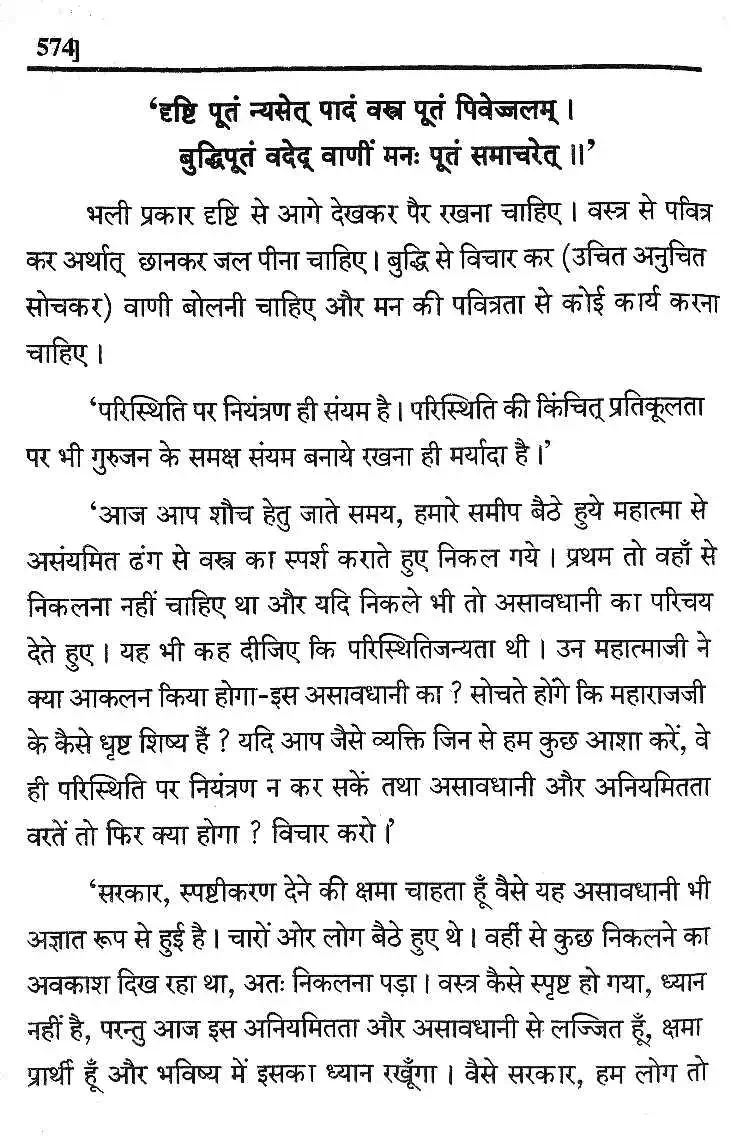 574]
‘दृष्टि पूतं न्यसेत् पादं वस्त्र पूतं पिवेज्जलम् ।
बुद्धिपूतं वदेद् वाणीं मनः पूतं समाचरेत् ॥’
भली प्रकार दृष्टि से आगे देखकर पैर रखना चाहिए । वस्त्र से पवित्र
कर अर्थात् छानकर जल पीना चाहिए । बुद्धि से विचार कर (उचित अनुचित
सोचकर) वाणी बोलनी चाहिए और मन की पवित्रता से कोई कार्य करना
चाहिए ।
‘परिस्थिति पर नियंत्रण ही संयम है । परिस्थिति की किंचित् प्रतिकूलता
पर भी गुरुजन के समक्ष संयम बनाये रखना ही मर्यादा है ।’
‘आज आप शौच हेतु जाते समय, हमारे समीप बैठे हुये महात्मा से
असंयमित ढंग से वस्त्र का स्पर्श कराते हुए निकल गये । प्रथम तो वहाँ से
निकलना नहीं चाहिए था और यदि निकले भी तो असावधानी का परिचय
देते हुए । यह भी कह दीजिए कि परिस्थितिजन्यता थी । उन महात्माजी ने
क्या आकलन किया होगा-इस असावधानी का ? सोचते होंगे कि महाराजजी
के कैसे धृष्ट शिष्य हैं ? यदि आप जैसे व्यक्ति जिन से हम कुछ आशा करें, वे
ही परिस्थिति पर नियंत्रण न कर सकें तथा असावधानी और अनियमितता
वरतें तो फिर क्या होगा ? विचार करो ।’
‘सरकार, स्पष्टीकरण देने की क्षमा चाहता हूँ वैसे यह असावधानी भी
अज्ञात रूप से हुई है । चारों ओर लोग बैठे हुए थे । वहीं से कुछ निकलने का
अवकाश दिख रहा था, अतः निकलना पड़ा । वस्त्र कैसे स्पृष्ट हो गया, ध्यान
नहीं है, परन्तु आज इस अनियमितता और असावधानी से लज्जित हूँ, क्षमा
प्रार्थी हूँ और भविष्य में इसका ध्यान रखूँगा । वैसे सरकार, हम लोग तो